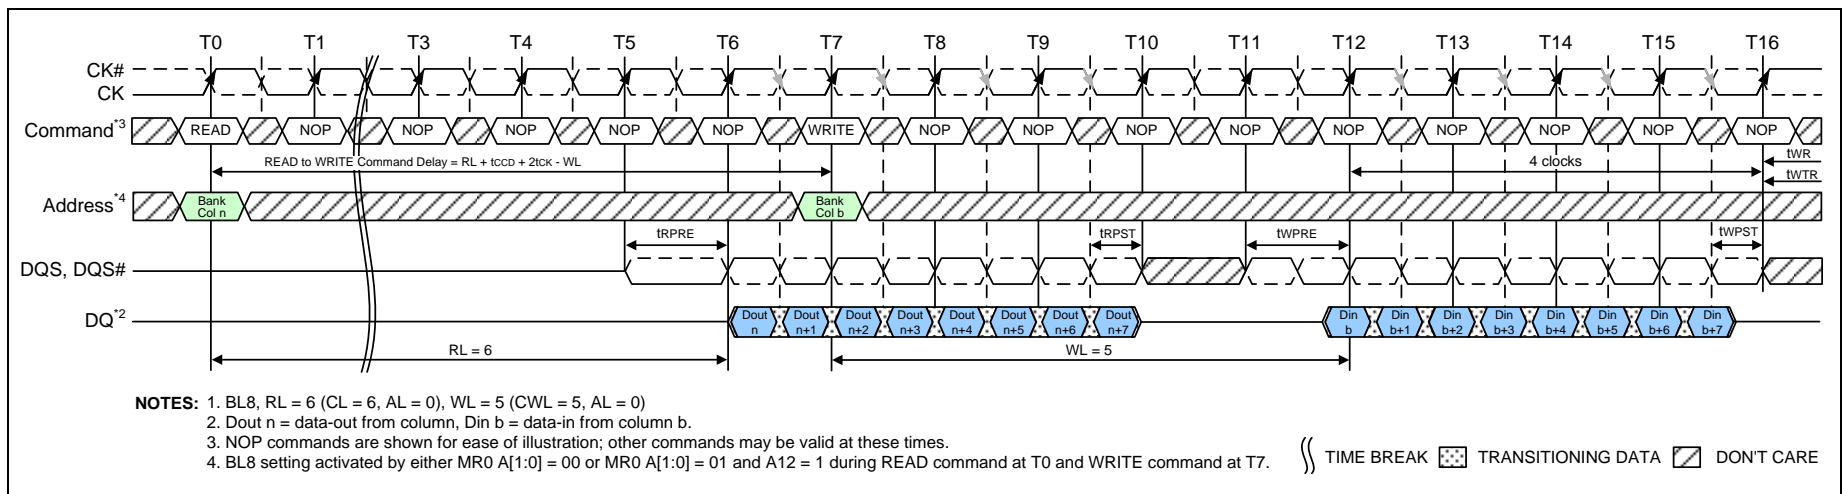 T0 T1 T3 T4 T5 T6 T7 T8 T9 T10 T11 T12 T13 T14 T15 T16
CK#
CK
Command*3 READ NOP NOP NOP NOP NOP WRITE NOP NOP NOP NOP NOP NOP NOP NOP NOP
READ to WRITE Command Delay = RL + tCCD + 2tCK - WL
4 clocks
tWR
tWTR
Address*4
Bank Col n
Bank Col b
tRPRE tRPST tWPRE tWPST
DQS, DQS#
DQ*2
Dout n
Dout n+1
Dout n+2
Dout n+3
Dout n+4
Dout n+5
Dout n+6
Dout n+7
Din b
Din b+1
Din b+2
Din b+3
Din b+4
Din b+5
Din b+6
Din b+7
RL = 6
WL = 5
NOTES: 1. BL8, RL = 6 (CL = 6, AL = 0), WL = 5 (CWL = 5, AL = 0)
2. Dout n = data-out from column, Din b = data-in from column b.
3. NOP commands are shown for ease of illustration; other commands may be valid at these times.
4. BL8 setting activated by either MR0 A[1:0] = 00 or MR0 A[1:0] = 01 and A12 = 1 during READ command at T0 and WRITE command at T7.
TIME BREAK TRANSITIONING DATA DON'T CARE